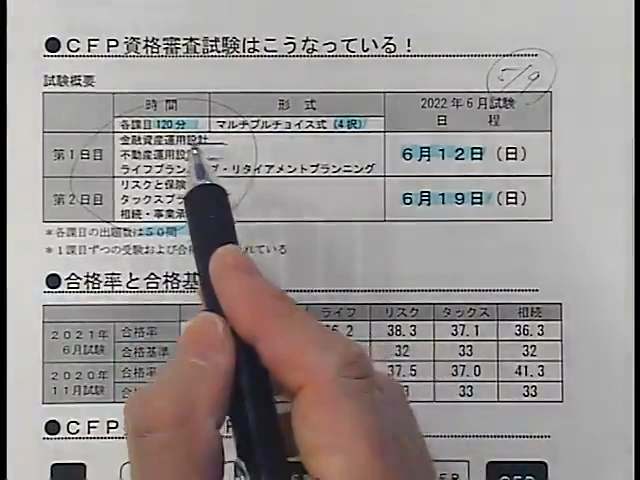 ●CFP資格審査試験はこうなっている！
5/9
試験概要
時間 形式 2022年6月試験
日程
各課目120分 マルチプルチョイス式（4択）
第1日目 金融資産運用設計 6月12日（日）
不動産運用設
ライフプラン ・リタイアメントプランニング
第2日目 リスクと保険 6月19日（日）
タックスプラ
相続・事業承
＊各課目の出題数は50問
＊1課目ずつの受験および合格 れている
●合格率と合格基
ライフ リスク タックス 相続
2021年6月試験 合格率 38.3 37.1 36.3
合格基準 32 33 32
2020年11月試験 合格率 37.5 37.0 41.3
33 33
●CFP